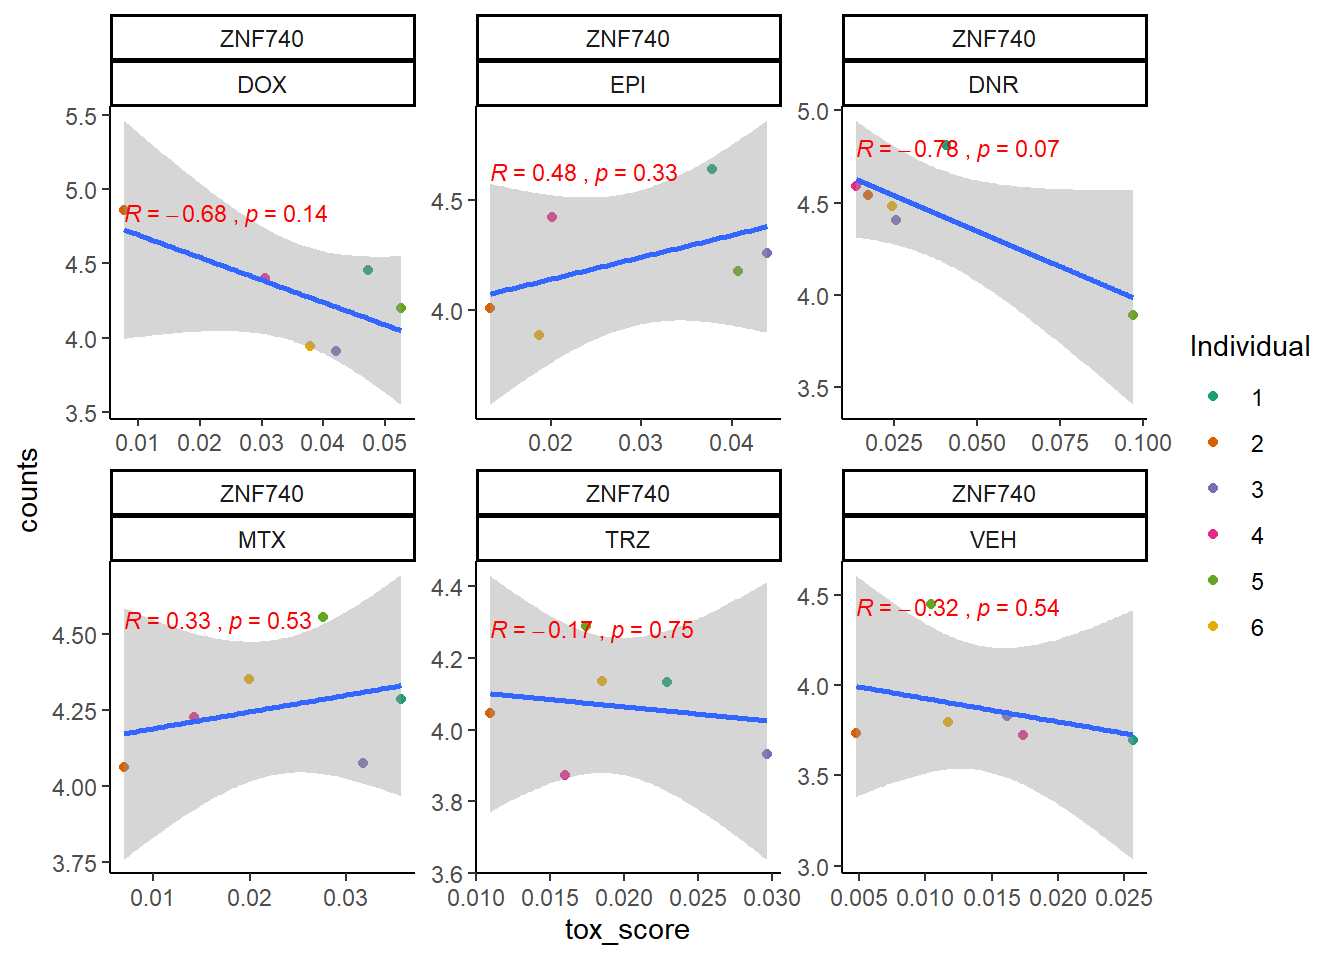 ZNF740 ZNF740 ZNF740
DOX EPI DNR
R = −0.68 , p = 0.14
R = 0.48 , p = 0.33
R = −0.78 , p = 0.07
5.5
5.0
4.5
4.0
3.5
4.5
4.0
5.0
4.5
4.0
3.5
0.01 0.02 0.03 0.04 0.05
0.02 0.03 0.04
0.025 0.050 0.075 0.100
ZNF740 ZNF740 ZNF740
MTX TRZ VEH
R = 0.33 , p = 0.53
R = −0.17 , p = 0.75
R = −0.32 , p = 0.54
4.50
4.25
4.00
3.75
4.4
4.2
4.0
3.8
3.6
4.5
4.0
3.5
3.0
0.01 0.02 0.03
0.010 0.015 0.020 0.025 0.030
0.005 0.010 0.015 0.020 0.025
tox_score
counts
Individual
1
2
3
4
5
6